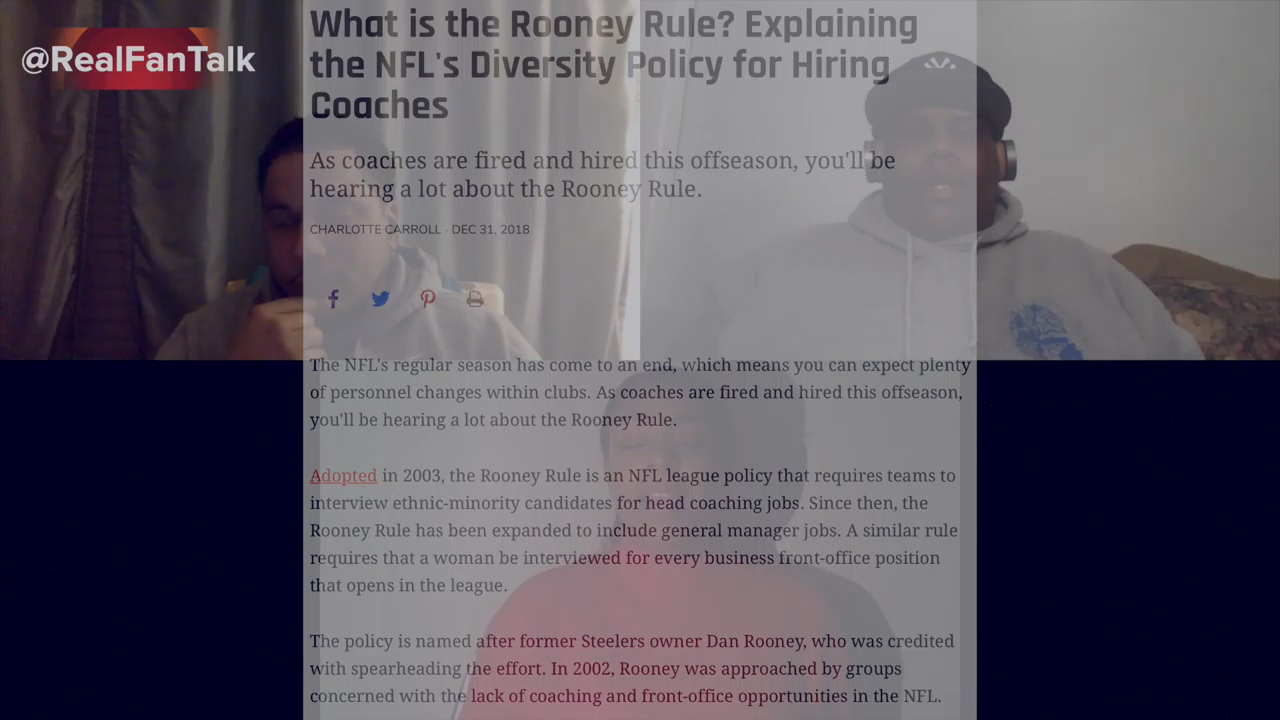 @RealFanTalk
What is the Rooney Rule? Explaining
the NFL's Diversity Policy for Hiring
Coaches
As coaches are fired and hired this offseason, you'll be
hearing a lot about the Rooney Rule.
CHARLOTTE CARROLL · DEC 31, 2018
The NFL's regular season has come to an end, which means you can expect plenty
of personnel changes within clubs. As coaches are fired and hired this offseason,
you'll be hearing a lot about the Rooney Rule.
Adopted in 2003, the Rooney Rule is an NFL league policy that requires teams to
interview ethnic-minority candidates for head coaching jobs. Since then, the
Rooney Rule has been expanded to include general manager jobs. A similar rule
requires that a woman be interviewed for every business front-office position
that opens in the league.
The policy is named after former Steelers owner Dan Rooney, who was credited
with spearheading the effort. In 2002, Rooney was approached by groups
concerned with the lack of coaching and front-office opportunities in the NFL.